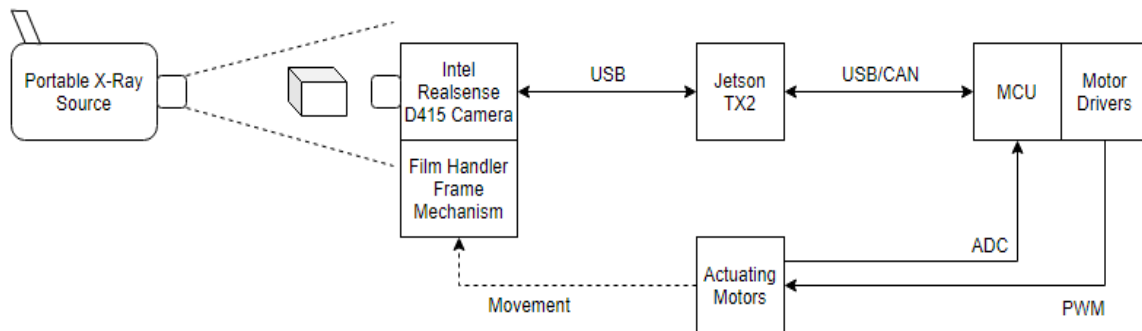 Portable X-Ray
Source
Intel
Realsense
D415 Camera
Film Handler
Frame
Mechanism
USB
Jetson
TX2
USB/CAN
MCU
Motor
Drivers
ADC
Actuating
Motors
Movement
PWM